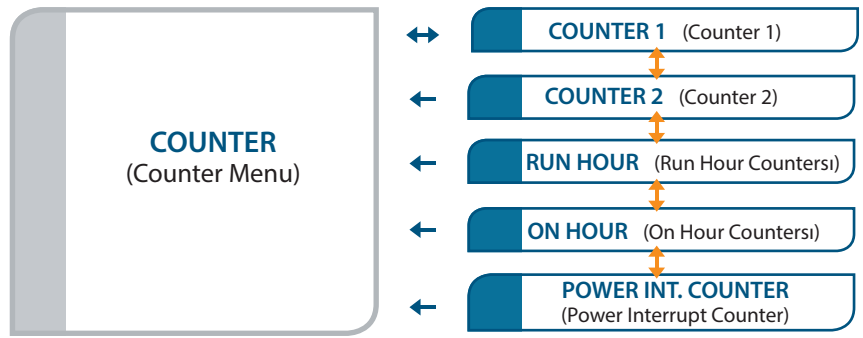 COUNTER
(Counter Menu)
COUNTER 1 (Counter 1)
COUNTER 2 (Counter 2)
RUN HOUR (Run Hour Countersı)
ON HOUR (On Hour Countersı)
POWER INT. COUNTER
(Power Interrupt Counter)